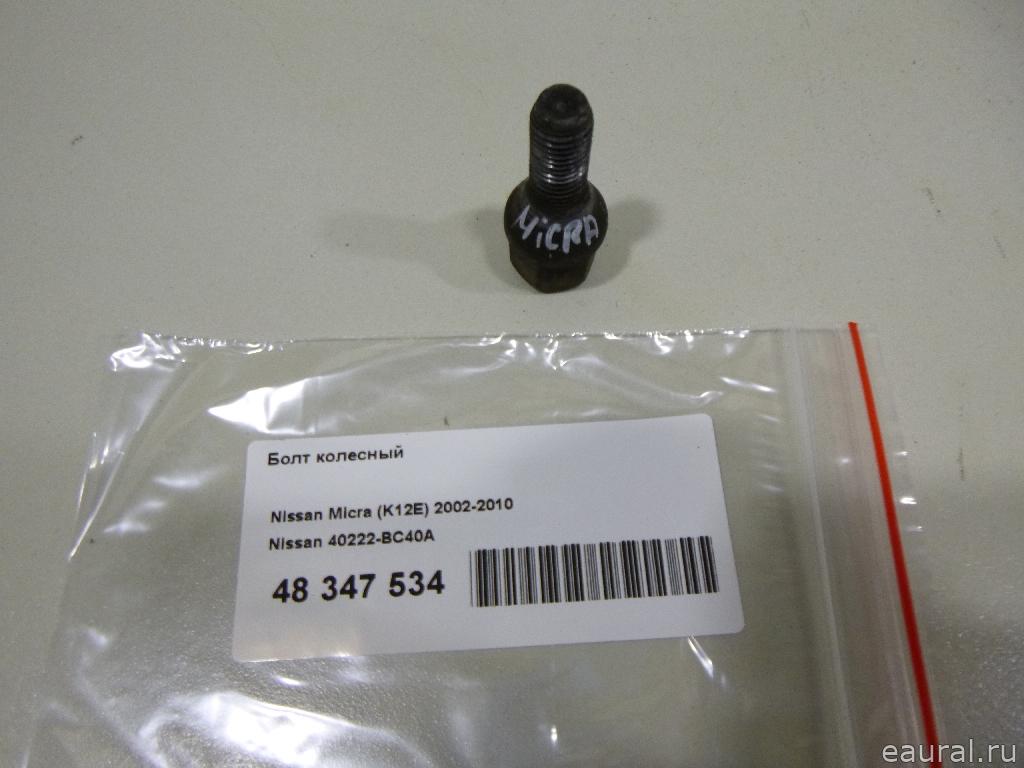 MiCRA
Болт колесный
Nissan Micra (K12E) 2002-2010
Nissan 40222-BC40A
48 347 534
eaural.ru